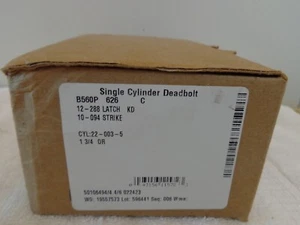 Single Cylinder Deadbolt
B560P 626 C
12-288 LATCH KD
10-094 STRIKE
CYL:22-003-5
1 3/4 DR